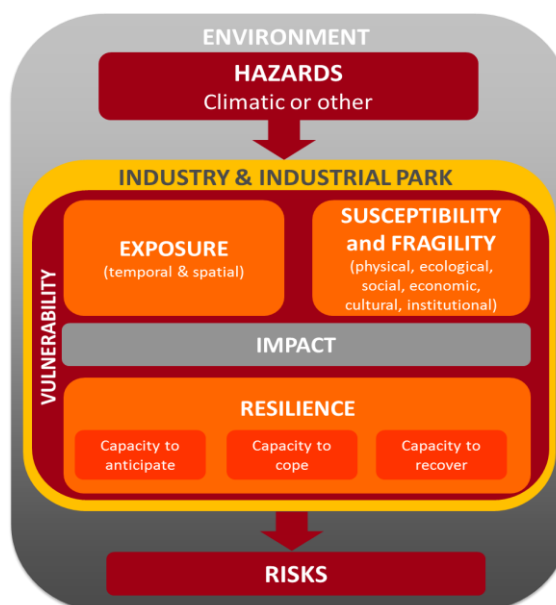 ENVIRONMENT
HAZARDS
Climatic or other
INDUSTRY & INDUSTRIAL PARK
VULNERABILITY
EXPOSURE
(temporal & spatial)
SUSCEPTIBILITY
and FRAGILITY
(physical, ecological,
social, economic,
cultural, institutional)
IMPACT
RESILIENCE
Capacity to
anticipate
Capacity to
cope
Capacity to
recover
RISKS